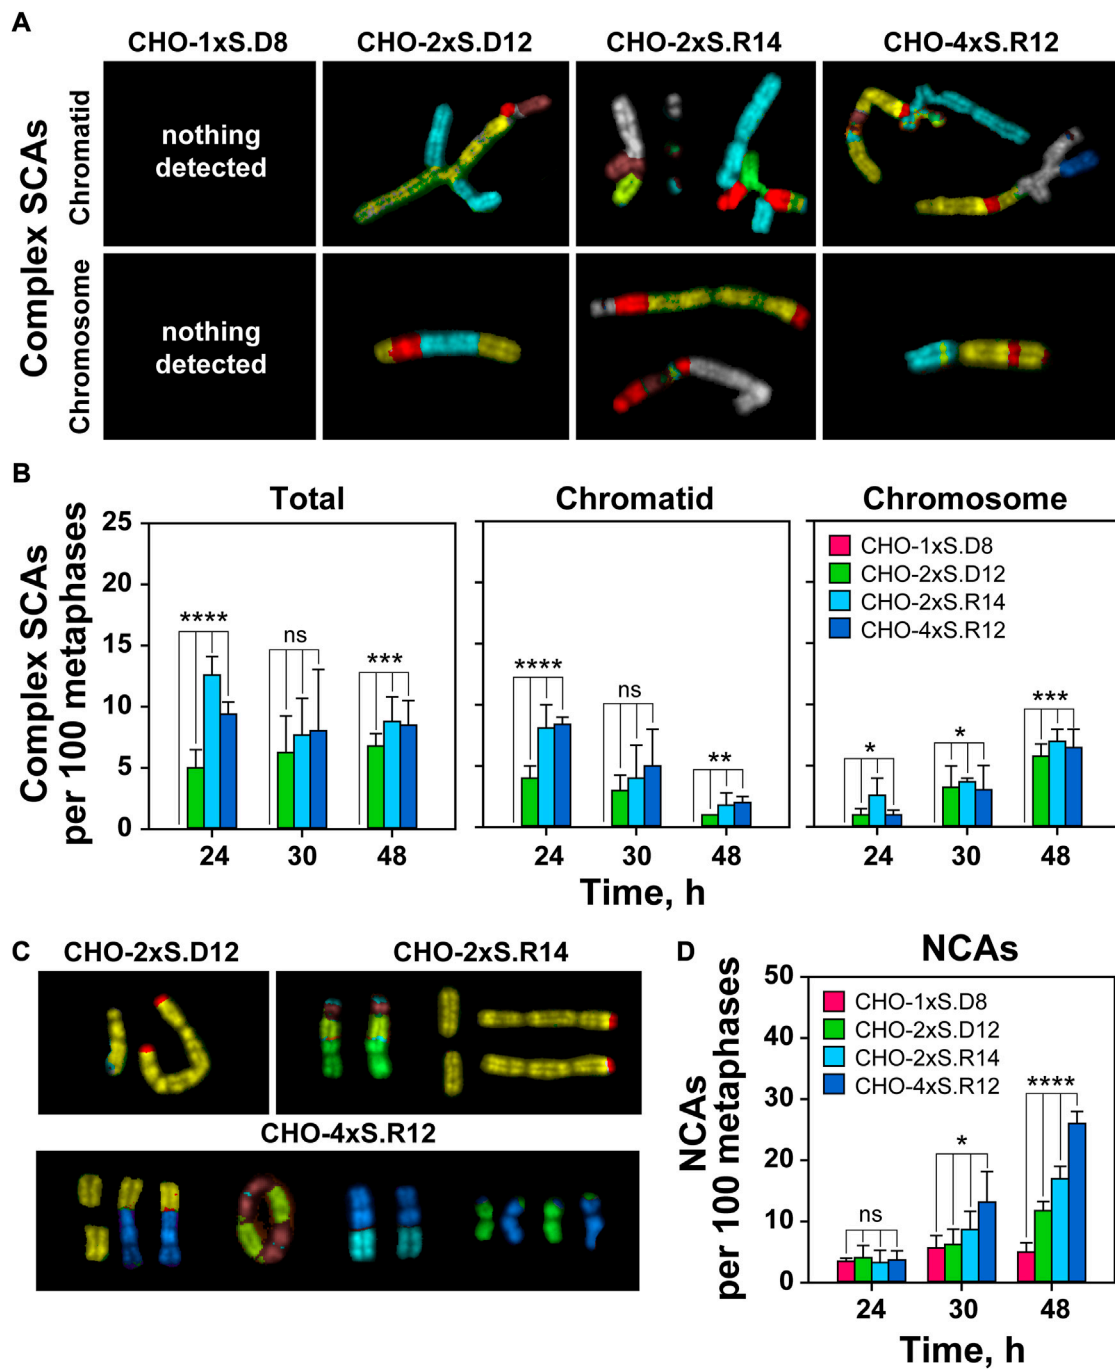 A
CHO-1xS.D8
CHO-2xS.D12
CHO-2xS.R14
CHO-4xS.R12
Complex SCAs
Chromatid
nothing
detected
Chromosome
nothing
detected
B
Total
Chromatid
Chromosome
Complex SCAs
per 100 metaphases
25
20
15
10
5
0
****
ns
***
24
30
48
****
ns
**
24
30
48
CHO-1xS.D8
CHO-2xS.D12
CHO-2xS.R14
CHO-4xS.R12
*
*
***
24
30
48
Time, h
C
CHO-2xS.D12
CHO-2xS.R14
CHO-4xS.R12
D
NCAs
NCAs
per 100 metaphases
50
40
30
20
10
0
CHO-1xS.D8
CHO-2xS.D12
CHO-2xS.R14
CHO-4xS.R12
ns
*
****
24
30
48
Time, h